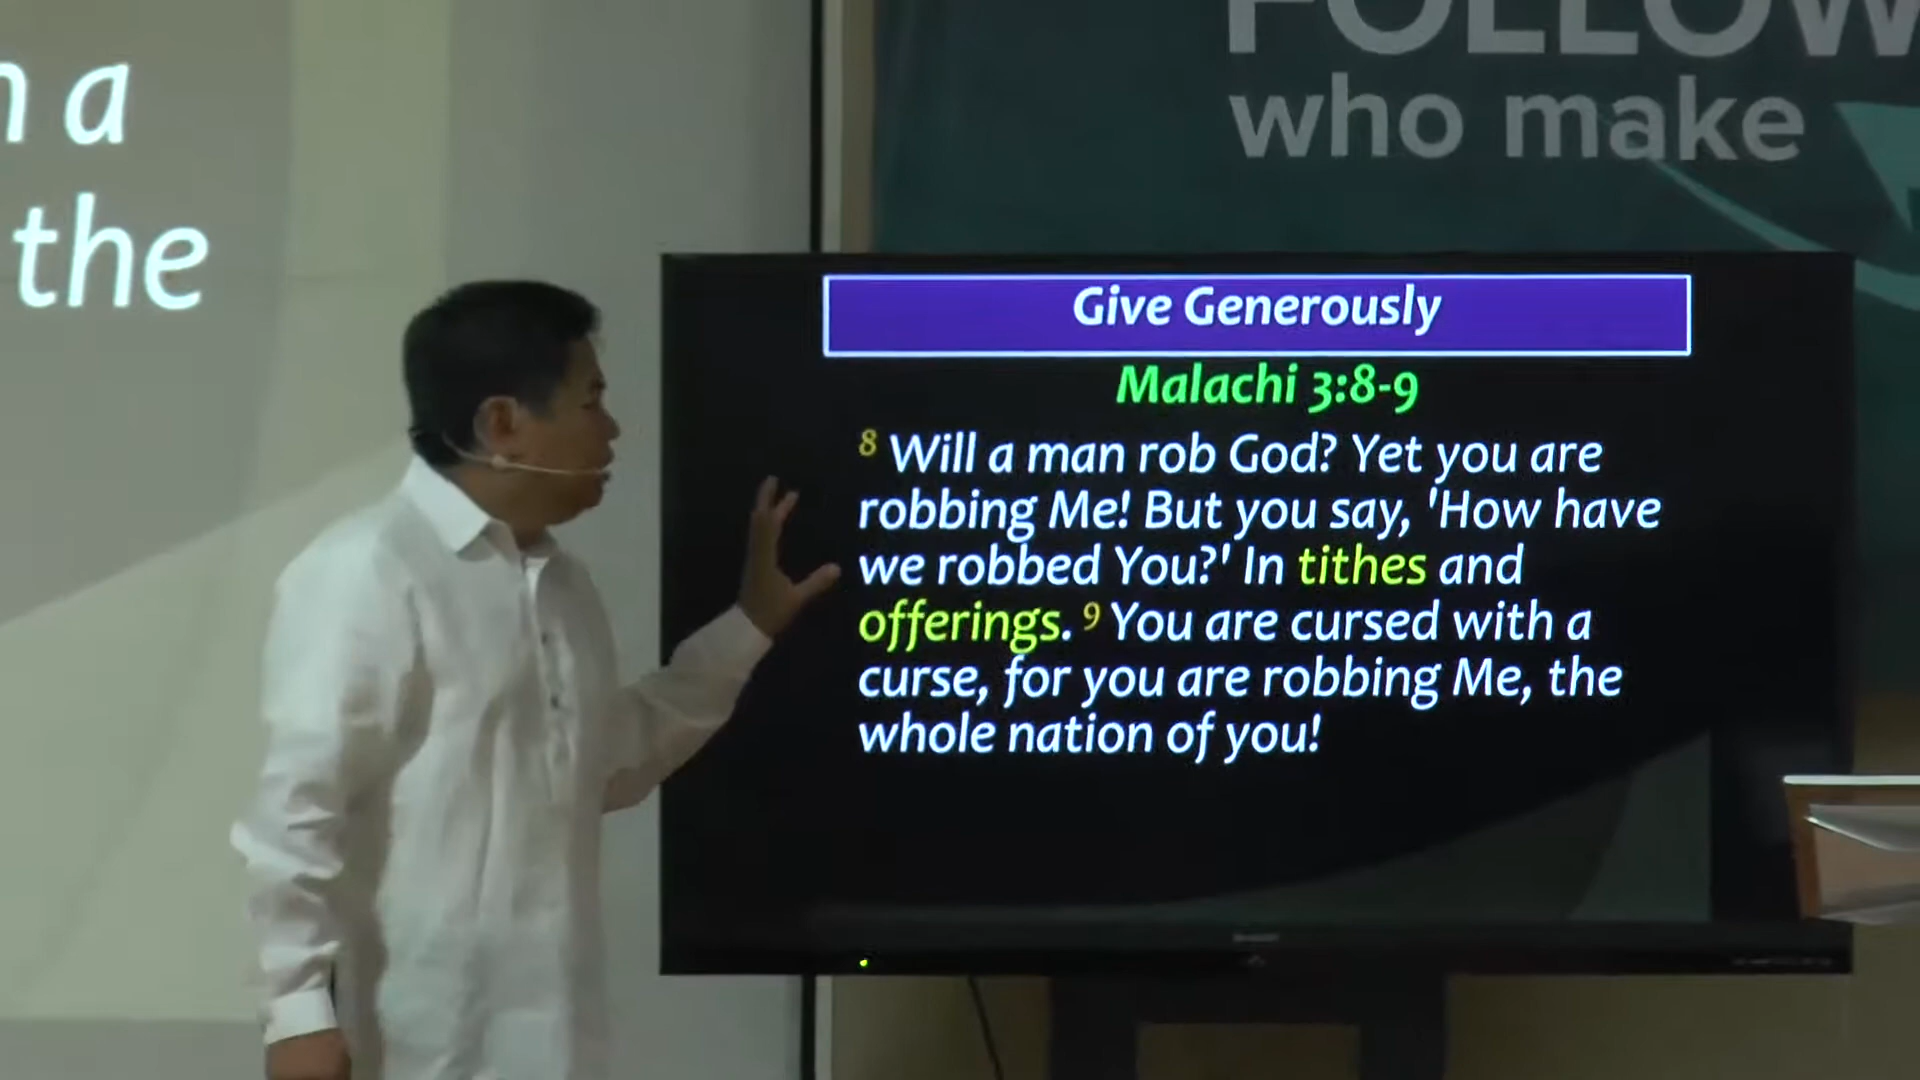 a
the
FOLLOW
who make
Give Generously
Malachi 3:8-9
8 Will a man rob God? Yet you are
robbing Me! But you say, 'How have
we robbed You?' In tithes and
offerings. 9 You are cursed with a
curse, for you are robbing Me, the
whole nation of you!